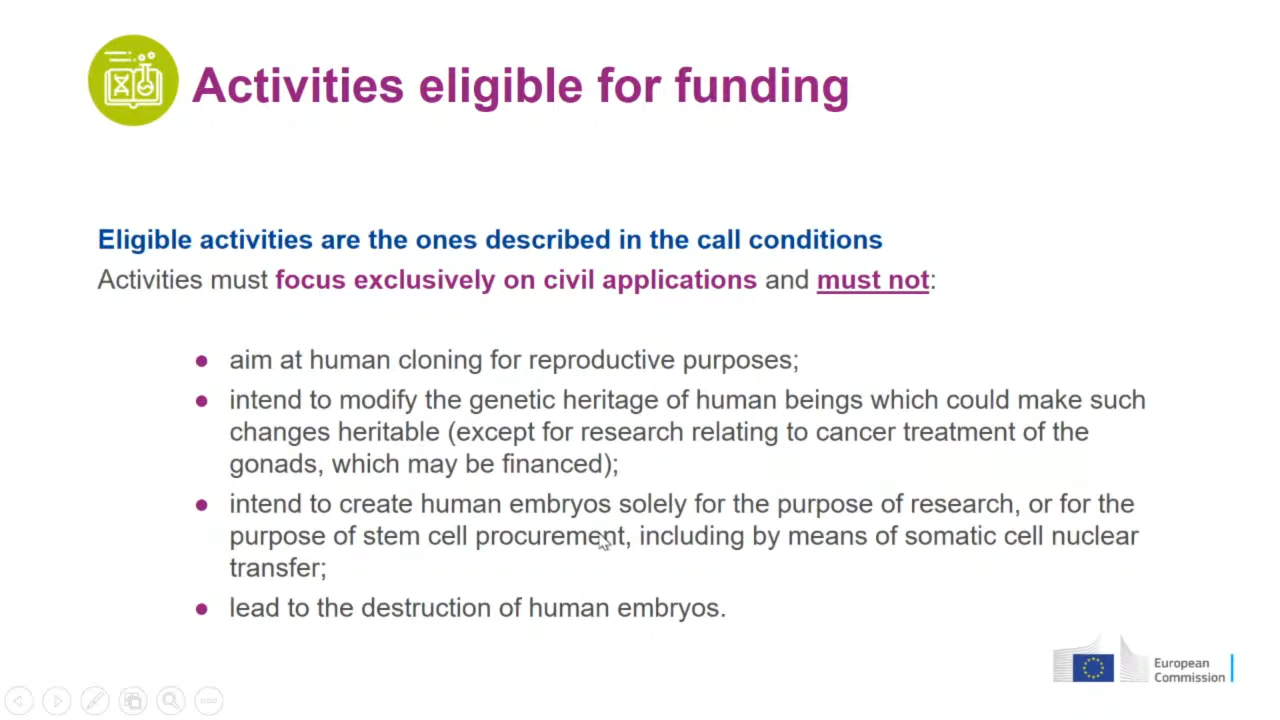 Activities eligible for funding
Eligible activities are the ones described in the call conditions
Activities must focus exclusively on civil applications and must not:
● aim at human cloning for reproductive purposes;
● intend to modify the genetic heritage of human beings which could make such
changes heritable (except for research relating to cancer treatment of the
gonads, which may be financed);
● intend to create human embryos solely for the purpose of research, or for the
purpose of stem cell procurement, including by means of somatic cell nuclear
transfer;
● lead to the destruction of human embryos.
European
Commission